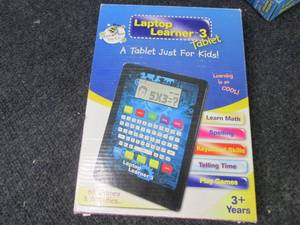 Laptop
Learner 3
Tablet
A Tablet Just For Kids!
Learning is
so
COOL!
5X3=?
Learn Math
Spelling
Keyboard Skills
Telling Time
Play Games
Laptop
Learner 3
3+
Years